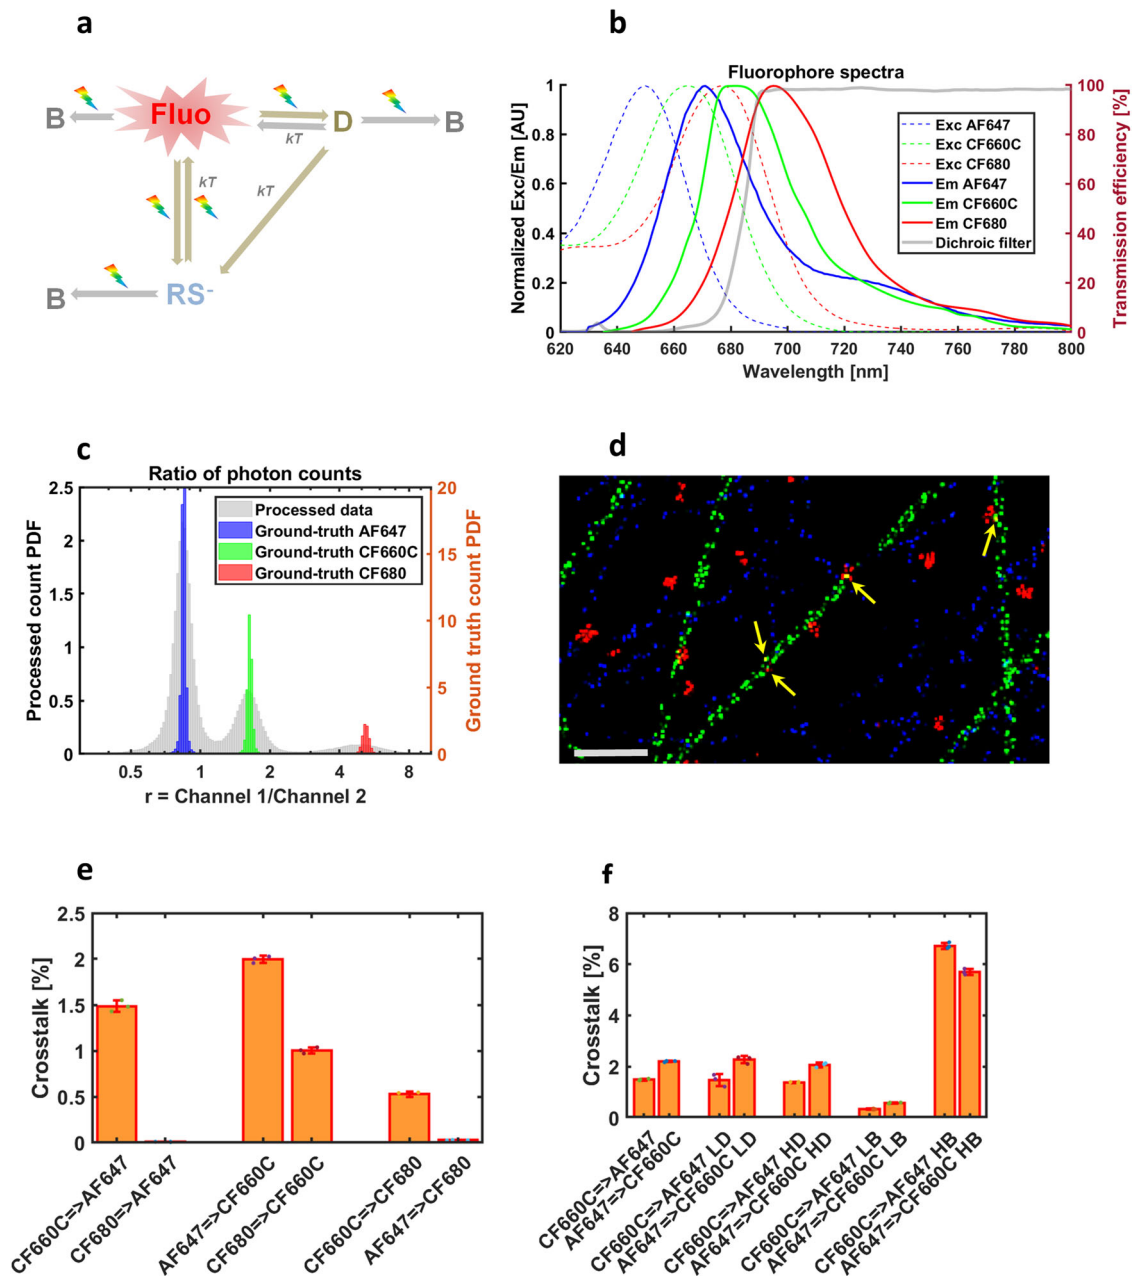 a
B
Fluo
D
B
kT
kT
kT
B
RS-
b
Fluorophore spectra
Normalized Exc/Em [AU]
1
0.8
0.6
0.4
0.2
0
Exc AF647
Exc CF660C
Exc CF680
Em AF647
Em CF660C
Em CF680
Dichroic filter
100
80
60
40
20
0
Transmission efficiency [%]
620 640 660 680 700 720 740 760 780 800
Wavelength [nm]
c
Ratio of photon counts
Processed count PDF
2.5
2
1.5
1
0.5
0
Processed data
Ground-truth AF647
Ground-truth CF660C
Ground-truth CF680
20
15
10
5
0
Ground truth count PDF
0.5 1 2 4 8
r = Channel 1/Channel 2
d
e
Crosstalk [%]
2.5
2
1.5
1
0.5
0
CF660C=>AF647
CF680=>AF647
AF647=>CF660C
CF680=>CF660C
CF660C=>CF680
AF647=>CF680
f
Crosstalk [%]
8
6
4
2
0
CF660C=>AF647
AF647=>CF660C
CF660C=>AF647 LD
AF647=>CF660C LD
CF660C=>AF647 HD
AF647=>CF660C HD
CF660C=>AF647 LB
AF647=>CF660C LB
CF660C=>AF647 HB
AF647=>CF660C HB